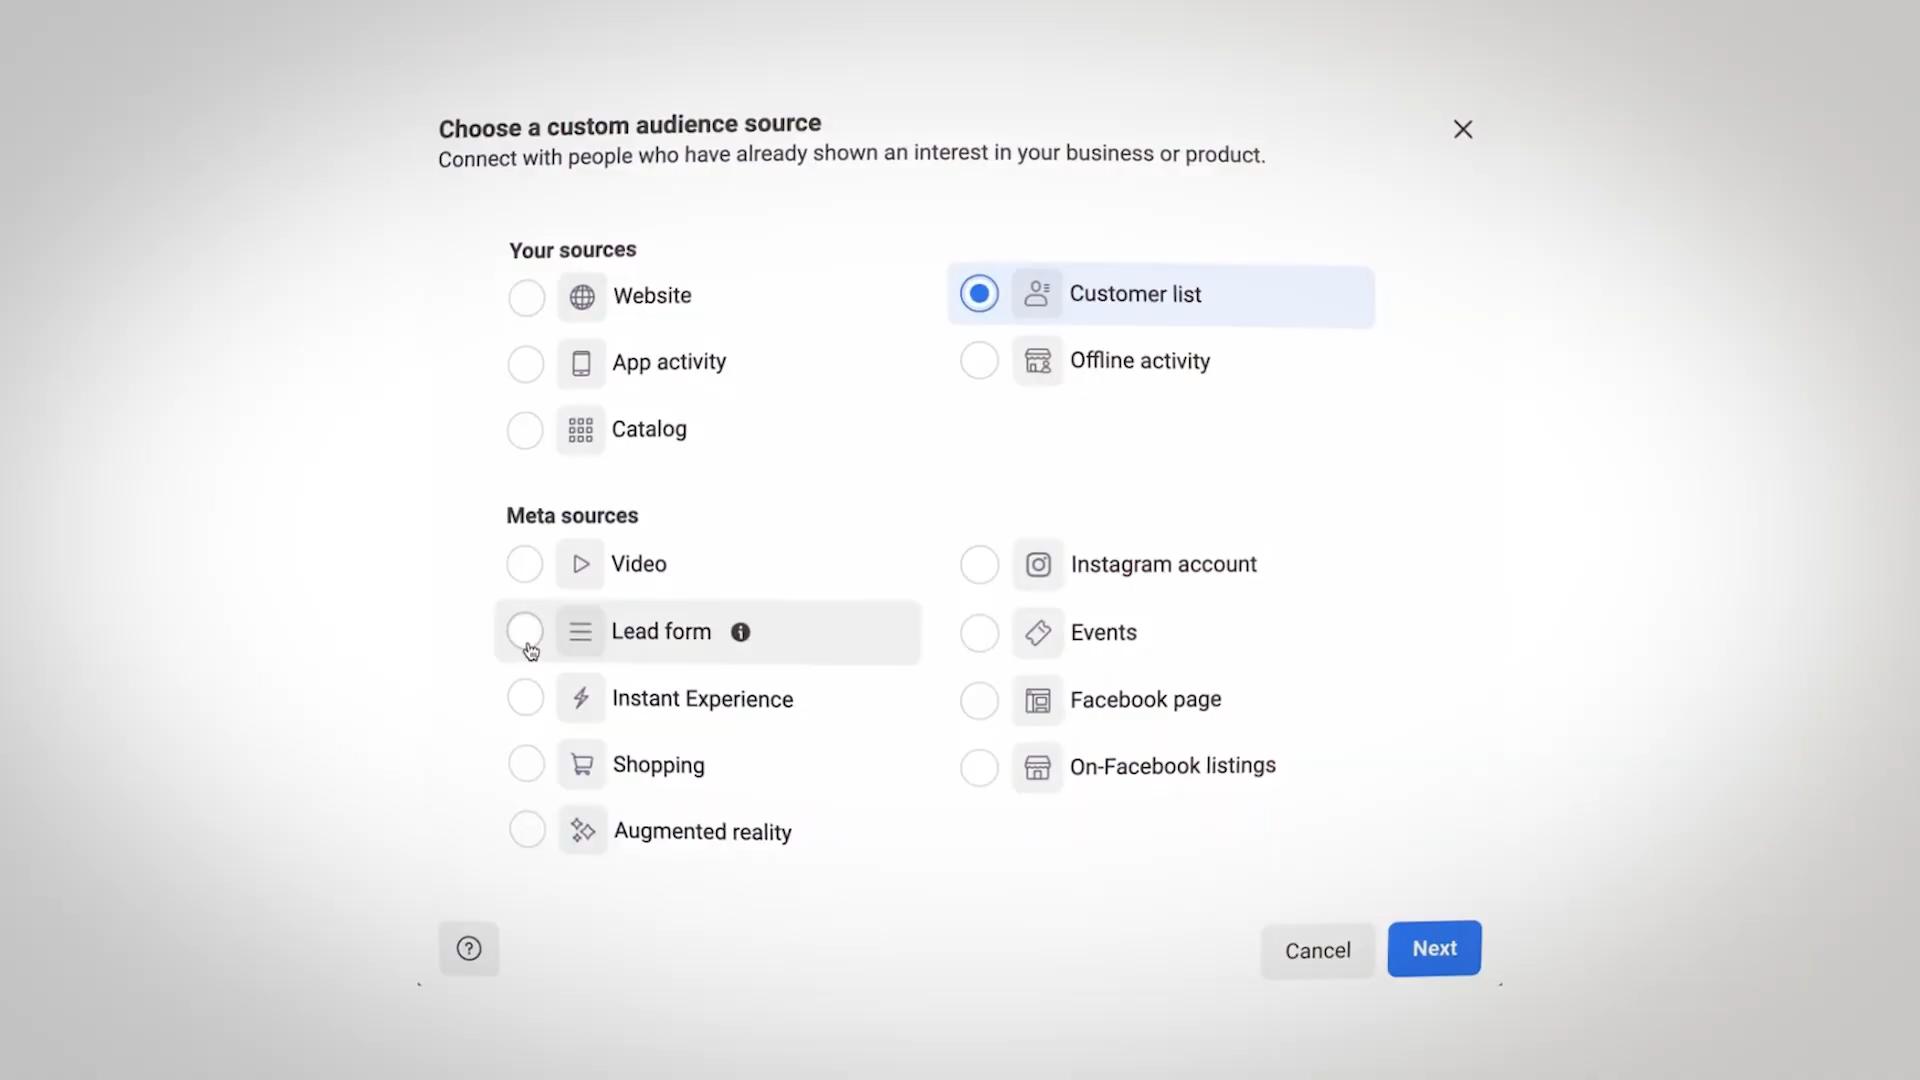 Choose a custom audience source
Connect with people who have already shown an interest in your business or product.
Your sources
Website
Customer list
App activity
Offline activity
Catalog
Meta sources
Video
Instagram account
Lead form
Events
Instant Experience
Facebook page
Shopping
On-Facebook listings
Augmented reality
Cancel
Next